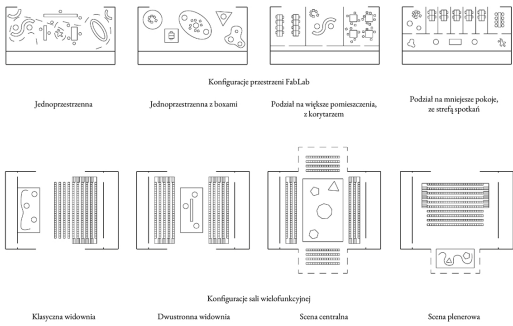 Konfiguracje przestrzeni FabLab
Jednoprzestrzenna
Jednoprzestrzenna z boxami
Podział na większe pomieszczenia,
z korytarzem
Podział na mniejsze pokoje,
ze strefą spotkań
Konfiguracje sali wielofunkcyjnej
Klasyczna widownia
Dwustronna widownia
Scena centralna
Scena plenerowa